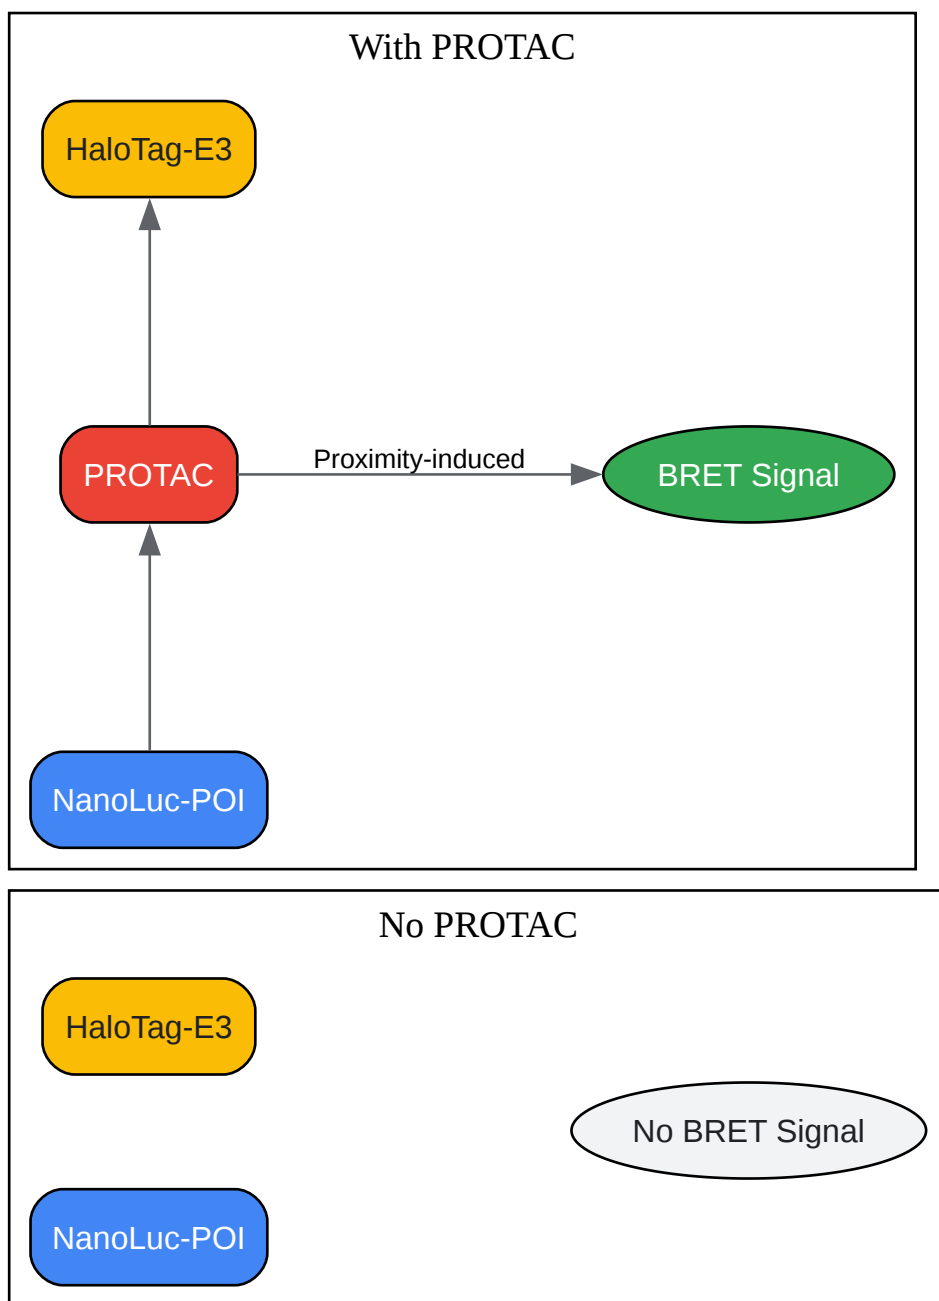 With PROTAC
HaloTag-E3
PROTAC
Proximity-induced
BRET Signal
NanoLuc-POI
No PROTAC
HaloTag-E3
No BRET Signal
NanoLuc-POI